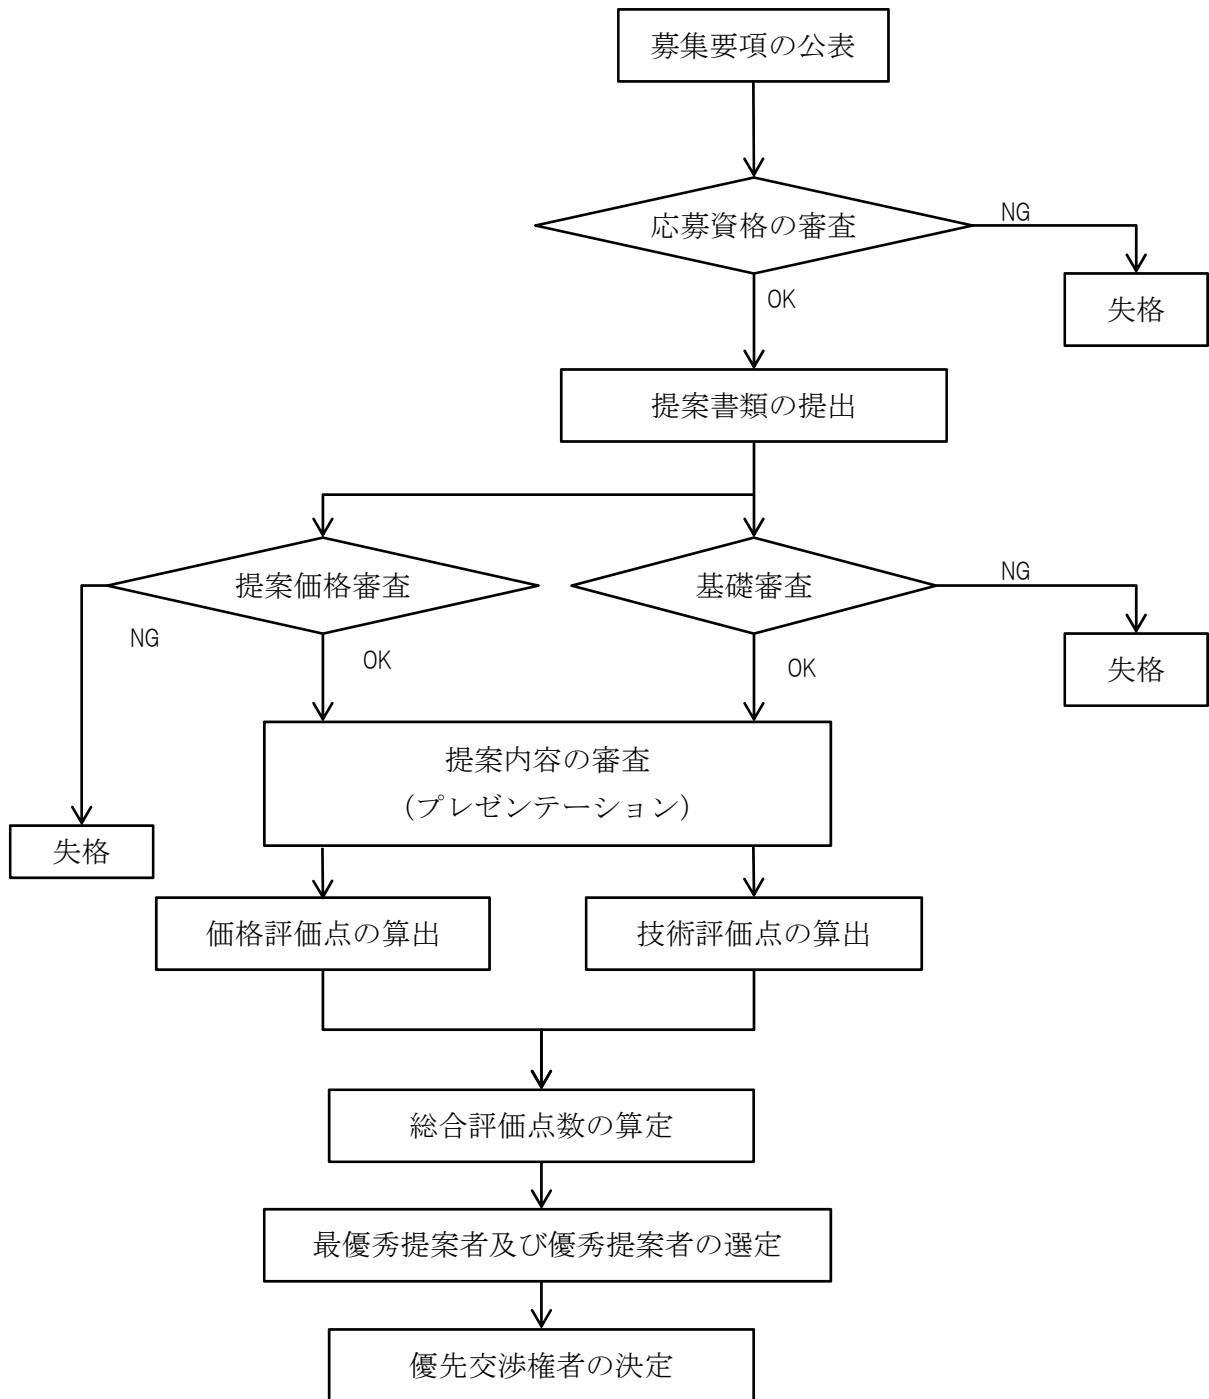 募集要項の公表
応募資格の審査
NG
失格
OK
提案書類の提出
提案価格審査
基礎審査
NG
NG
OK
OK
失格
提案内容の審査
(プレゼンテーション)
失格
価格評価点の算出
技術評価点の算出
総合評価点数の算定
最優秀提案者及び優秀提案者の選定
優先交渉権者の決定